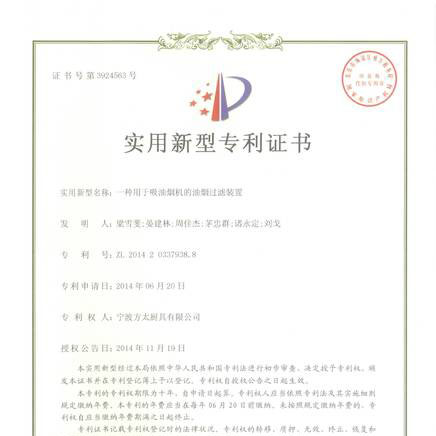 证书号第3924563号
实用新型专利证书
实用新型名称：一种用于吸油烟机的油烟过滤装置
发 明 人：梁雪斐;晏建林;周佳杰;茅忠群;诸永定;刘戈
专 利 号：ZL 2014 2 0337938.8
专利申请日：2014年06月20日
专 利 权 人：宁波方太厨具有限公司
授权公告日：2014年11月19日
本实用新型经过本局依照中华人民共和国专利法进行初步审查，决定授予专利权，颁
发本证书并在专利登记簿上予以登记。专利权自授权公告之日起生效。
本专利的专利权期限为十年，自申请日起算。专利权人应当依照专利法及其实施细则
规定缴纳年费。本专利的年费应当在每年06月20日前缴纳。未按照规定缴纳年费的，专
利权自应当缴纳年费期满之日起终止。
专利证书记载专利权登记时的法律状况。专利权的转移、质押、无效、终止、恢复和